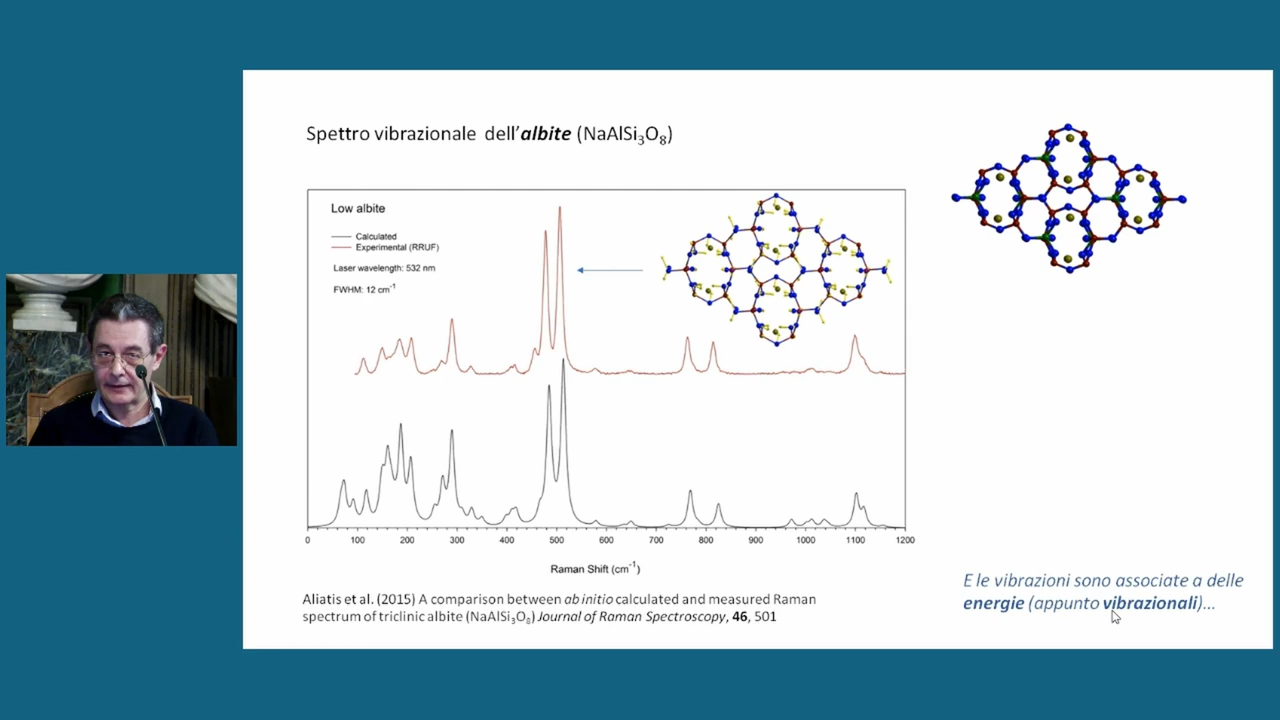 Spettro vibrazionale dell'albite (NaAlSi₃O₈)
Low albite
Calculated
Experimental (RRUF)
Laser wavelength: 532 nm
FWHM: 12 cm⁻¹
0 100 200 300 400 500 600 700 800 900 1000 1100 1200
Raman Shift (cm⁻¹)
Aliatis et al. (2015) A comparison between ab initio calculated and measured Raman
spectrum of triclinic albite (NaAlSi₃O₈) Journal of Raman Spectroscopy, 46, 501
E le vibrazioni sono associate a delle
energie (appunto vibrazionali)...